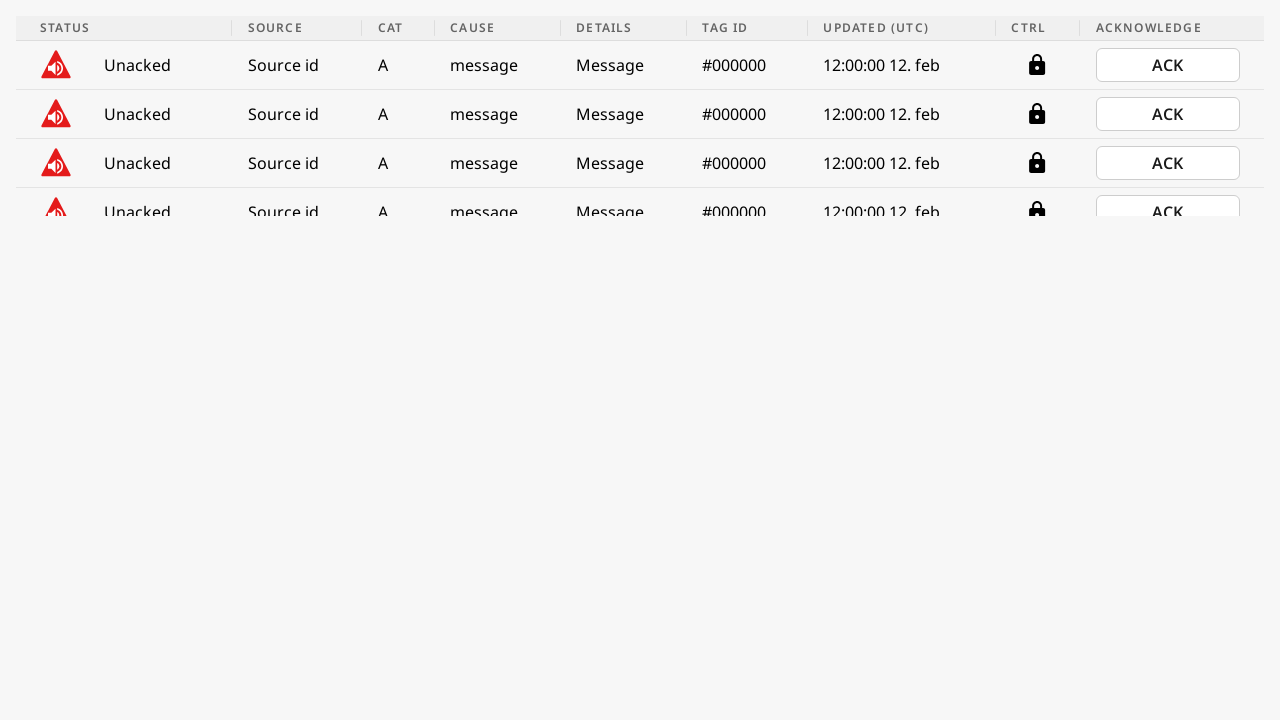 STATUS SOURCE CAT CAUSE DETAILS TAG ID UPDATED (UTC) CTRL ACKNOWLEDGE
Unacked Source id A message Message #000000 12:00:00 12. feb ACK
Unacked Source id A message Message #000000 12:00:00 12. feb ACK
Unacked Source id A message Message #000000 12:00:00 12. feb ACK
Unacked Source id A message Message #000000 12:00:00 12. feb ACK